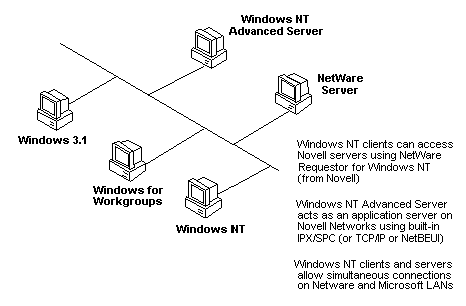 Windows NT
Advanced Server
NetWare
Server
Windows 3.1
Windows for
Workgroups
Windows NT
Windows NT clients can access
Novell servers using NetWare
Requestor for Windows NT
(from Novell)
Windows NT Advanced Server
acts as an application server on
Novell Networks using built-in
IPX/SPC (or TCP/IP or NetBEUI)
Windows NT clients and servers
allow simultaneous connections
on Netware and Microsoft LANs